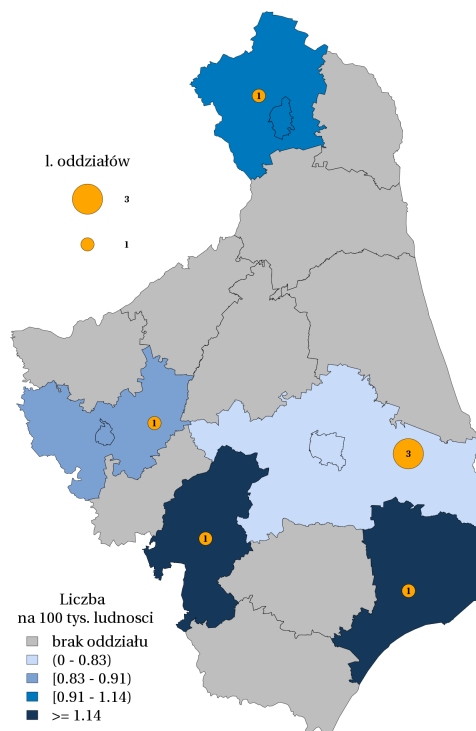 1
l. oddziałów
3
1
1
3
1
1
Liczba
na 100 tys. ludnosci
brak oddziału
(0 - 0.83)
[0.83 - 0.91)
[0.91 - 1.14)
>= 1.14